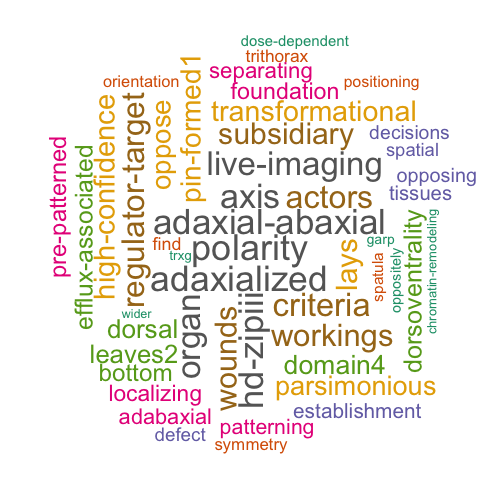 dose-dependent
trithorax
separating
orientation
positioning
foundation
pin-formed1
oppose
transformational
high-confidence
regulator-target
subsidiary
decisions
spatial
pre-patterned
efflux-associated
live-imaging
opposing
tissues
axis
actors
adaxial-abaxial
find
polarity
garp
trxg
lays
spatula
oppositely
dorsoventrality
chromatin-remodeling
adaxialized
organ
hd-zipiii
criteria
wider
dorsal
wounds
workings
leaves2
bottom
domain4
localizing
parsimonious
adabaxial
establishment
defect
patterning
symmetry